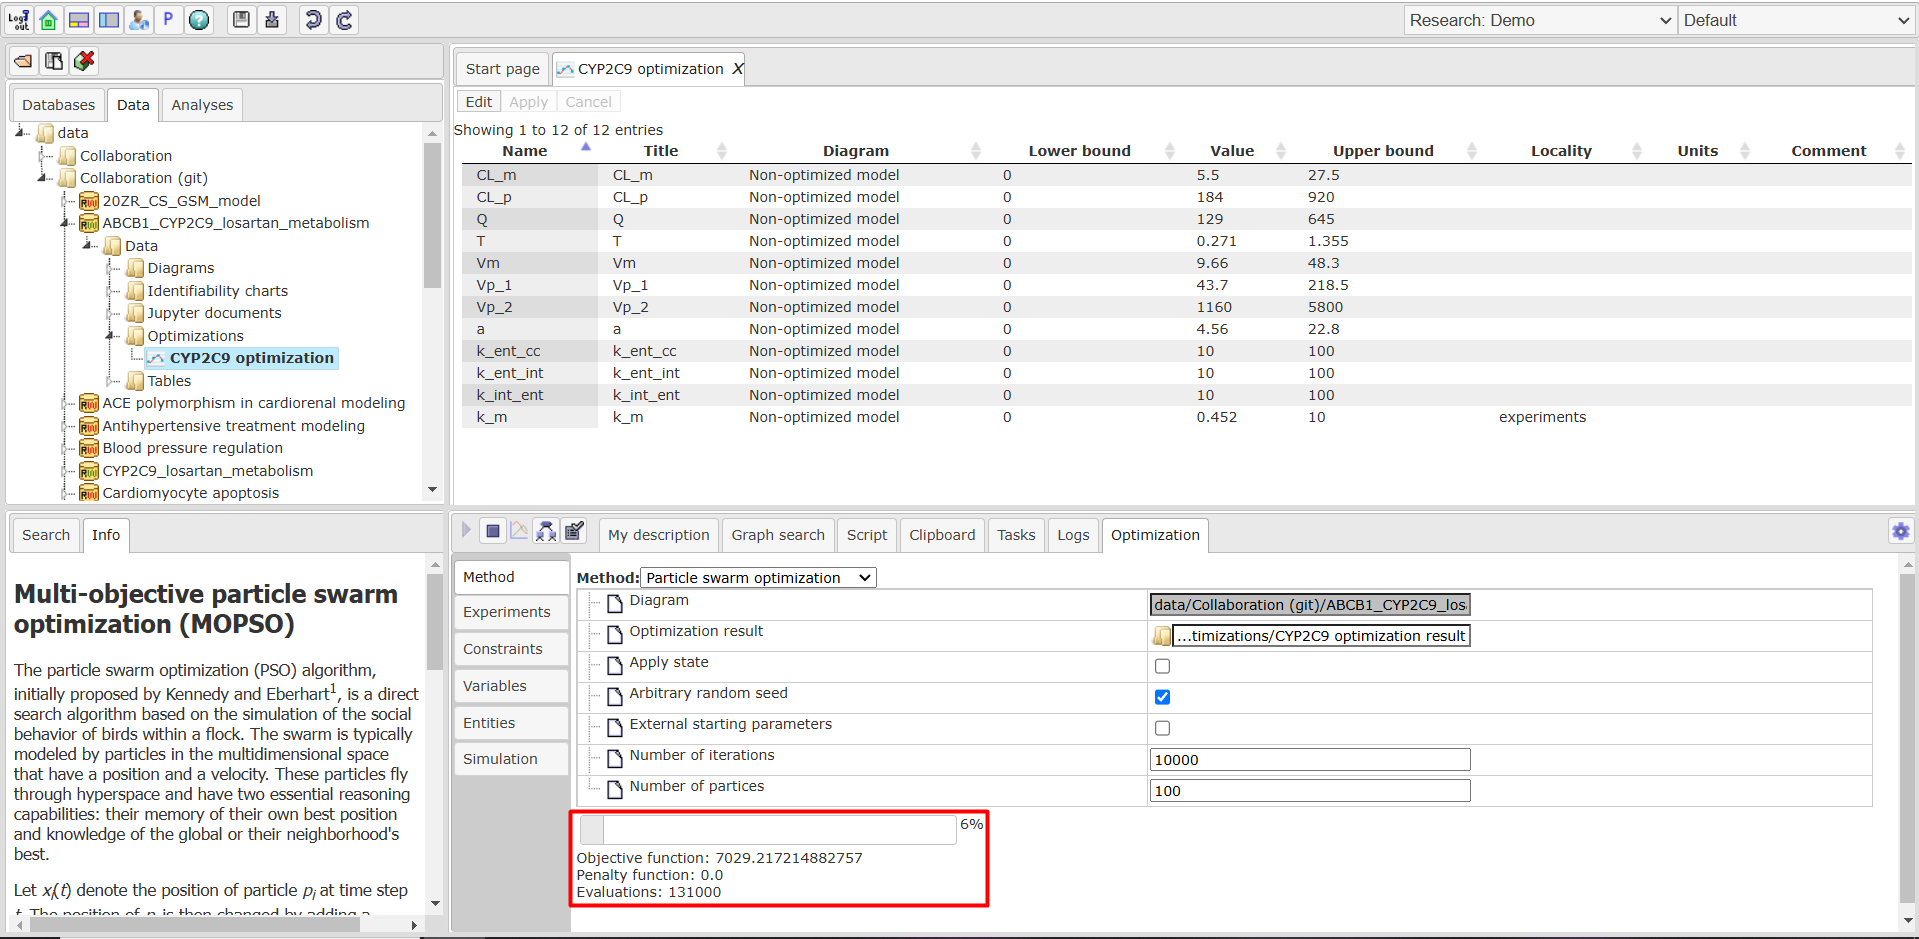 Log out
P
?
Research: Demo
Default
Databases
Data
Analyses
data
Collaboration
Collaboration (git)
20ZR_CS_GSM_model
ABCB1_CYP2C9_losartan_metabolism
Data
Diagrams
Identifiability charts
Jupyter documents
Optimizations
CYP2C9 optimization
Tables
ACE polymorphism in cardiorenal modeling
Antihypertensive treatment modeling
Blood pressure regulation
CYP2C9_losartan_metabolism
Cardiomyocyte apoptosis
Start page
CYP2C9 optimization X
Edit Apply Cancel
Showing 1 to 12 of 12 entries
Name Title Diagram Lower bound Value Upper bound Locality Units Comment
CL_m CL_m Non-optimized model 0 5.5 27.5
CL_p CL_p Non-optimized model 0 184 920
Q Q Non-optimized model 0 129 645
T T Non-optimized model 0 0.271 1.355
Vm Vm Non-optimized model 0 9.66 48.3
Vp_1 Vp_1 Non-optimized model 0 43.7 218.5
Vp_2 Vp_2 Non-optimized model 0 1160 5800
a a Non-optimized model 0 4.56 22.8
k_ent_cc k_ent_cc Non-optimized model 0 10 100
k_ent_int k_ent_int Non-optimized model 0 10 100
k_int_ent k_int_ent Non-optimized model 0 10 100
k_m k_m Non-optimized model 0 0.452 10 experiments
Search
Info
Multi-objective particle swarm
optimization (MOPSO)
The particle swarm optimization (PSO) algorithm,
initially proposed by Kennedy and Eberhart1, is a direct
search algorithm based on the simulation of the social
behavior of birds within a flock. The swarm is typically
modeled by particles in the multidimensional space
that have a position and a velocity. These particles fly
through hyperspace and have two essential reasoning
capabilities: their memory of their own best position
and knowledge of the global or their neighborhood's
best.
Let xi(t) denote the position of particle pi at time step
t. The position of pi is then changed by adding a
My description
Graph search
Script
Clipboard
Tasks
Logs
Optimization
Method
Experiments
Constraints
Variables
Entities
Simulation
Method: Particle swarm optimization
Diagram data/Collaboration (git)/ABCB1_CYP2C9_los
Optimization result ...timizations/CYP2C9 optimization result
Apply state
Arbitrary random seed
External starting parameters
Number of iterations 10000
Number of partices 100
6%
Objective function: 7029.217214882757
Penalty function: 0.0
Evaluations: 131000